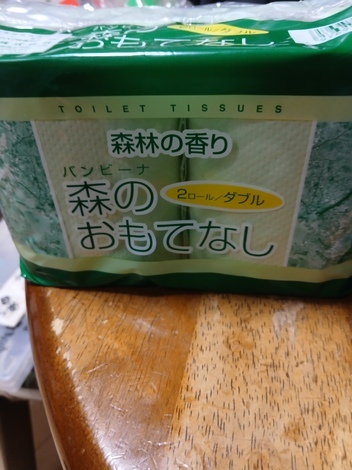 TOILET TISSUES
森林の香り
バンビーナ
森の
2ロール/ダブル
おもてなし